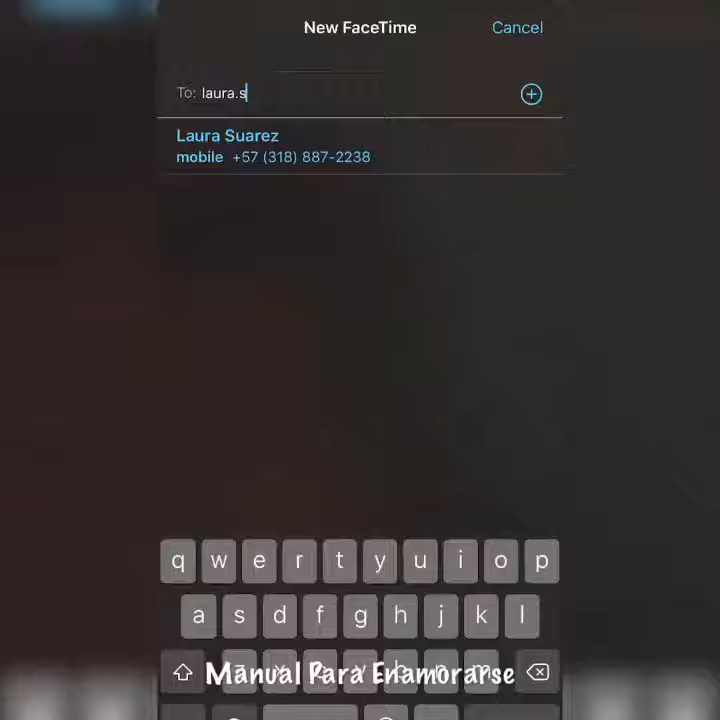 New FaceTime Cancel
To: laura.s
Laura Suarez
mobile +57 (318) 887-2238
q w e r t y u i o p
a s d f g h j k l
Manual Para Enamorarse